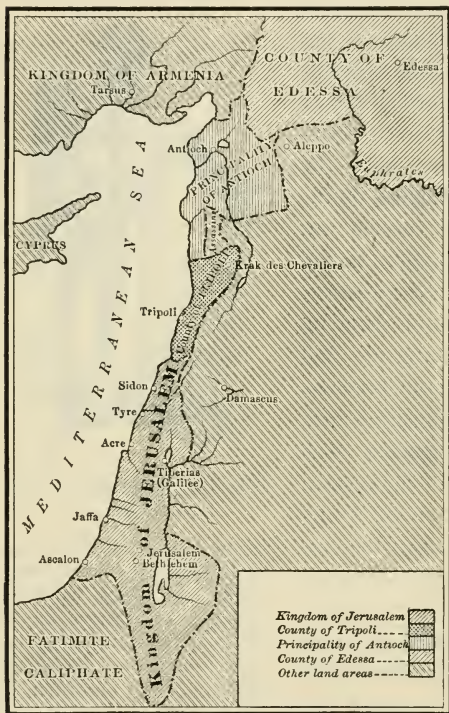 COUNTY OF
EDESSA
Edessa
KINGDOM OF ARMENIA
Tarsus
Antioch
PRINCIPALITY
ANTIOCH
Aleppo
Euphrates
CYPRUS
MEDITERRANEAN SEA
Krak des Chevaliers
Tripoli
Sidon
Damascus
Tyre
Acre
Tiberias
(Galilee)
Jaffa
Kingdom of JERUSALEM
Ascalon
Jerusalem
Bethlehem
FATIMITE
CALIPHATE
Kingdom of Jerusalem
County of Tripoli
Principality of Antioch
County of Edessa
Other land areas